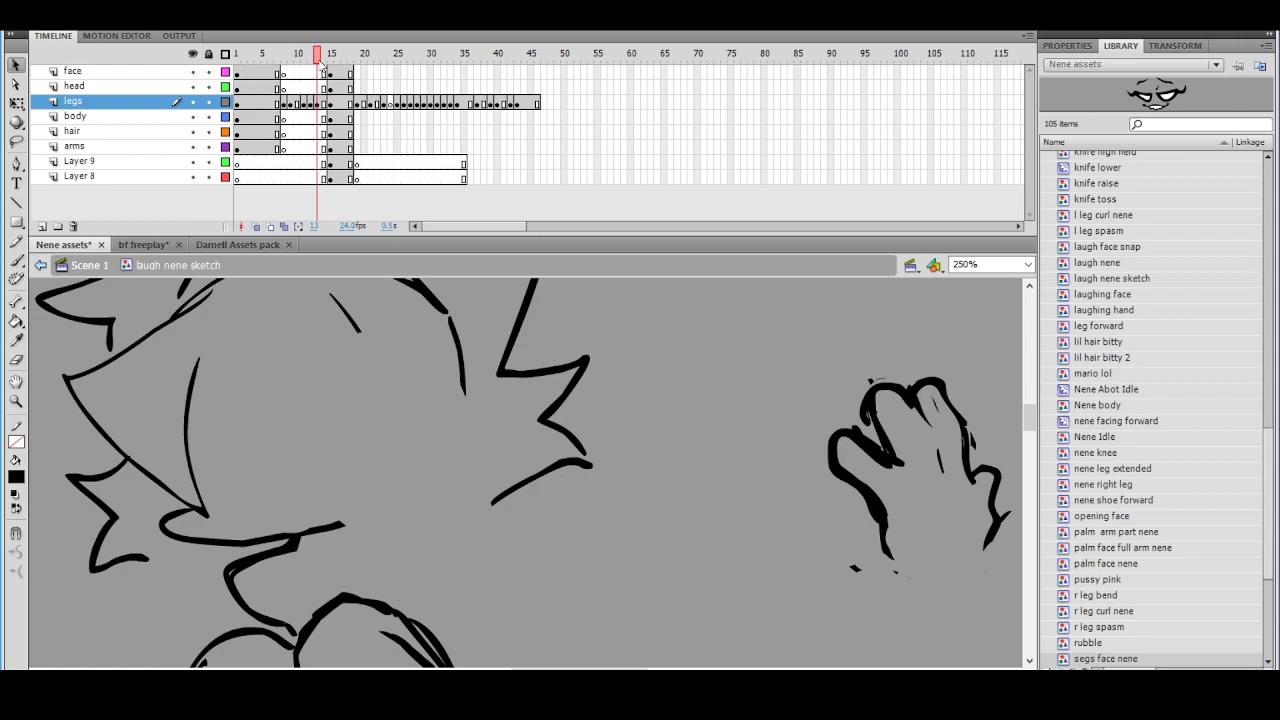 TIMELINE MOTION EDITOR OUTPUT
1 5 10 15 20 25 30 35 40 45 50 55 60 65 70 75 80 85 90 95 100 105 110 115
face
head
legs
body
hair
arms
Layer 9
Layer 8
13 24.0fps 0.5s
Nene assets* bf freeplay* Darnell Assets pack
Scene 1 laugh nene sketch 250%
PROPERTIES LIBRARY TRANSFORM
Nene assets
105 items
Name Linkage
knife high held
knife lower
knife raise
knife toss
l leg curl nene
l leg spasm
laugh face snap
laugh nene
laugh nene sketch
laughing face
laughing hand
leg forward
lil hair bitty
lil hair bitty 2
mario lol
Nene Abot Idle
Nene body
nene facing forward
Nene Idle
nene knee
nene leg extended
nene right leg
nene shoe forward
opening face
palm arm part nene
palm face full arm nene
palm face nene
pussy pink
r leg bend
r leg curl nene
r leg spasm
rubble
segs face nene